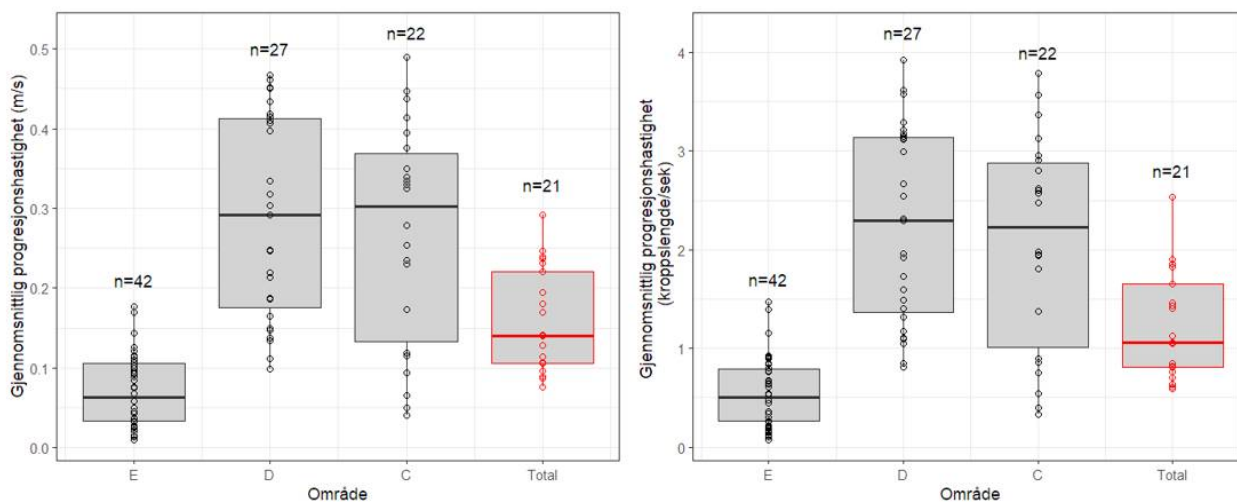 Gjennomsnittlig progresjonshastighet (m/s)
0.5
0.4
0.3
0.2
0.1
0.0
n=42
n=27
n=22
n=21
E
D
C
Total
Område
Gjennomsnittlig progresjonshastighet
(kroppslengde/sek)
4
3
2
1
0
n=42
n=27
n=22
n=21
E
D
C
Total
Område